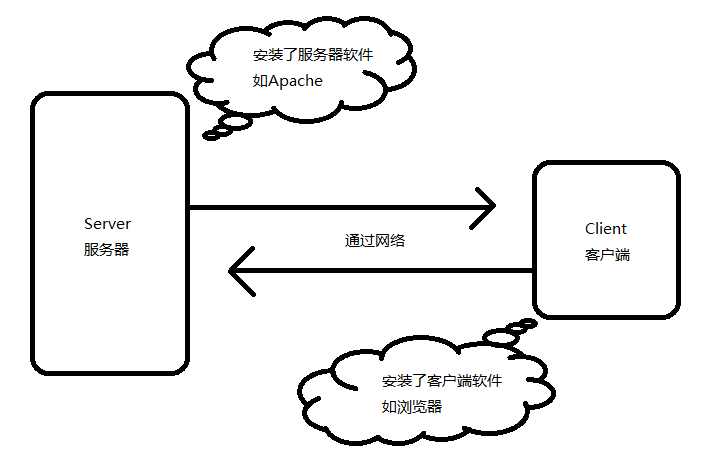 安装了服务器软件
如Apache
Server
服务器
通过网络
Client
客户端
安装了客户端软件
如浏览器